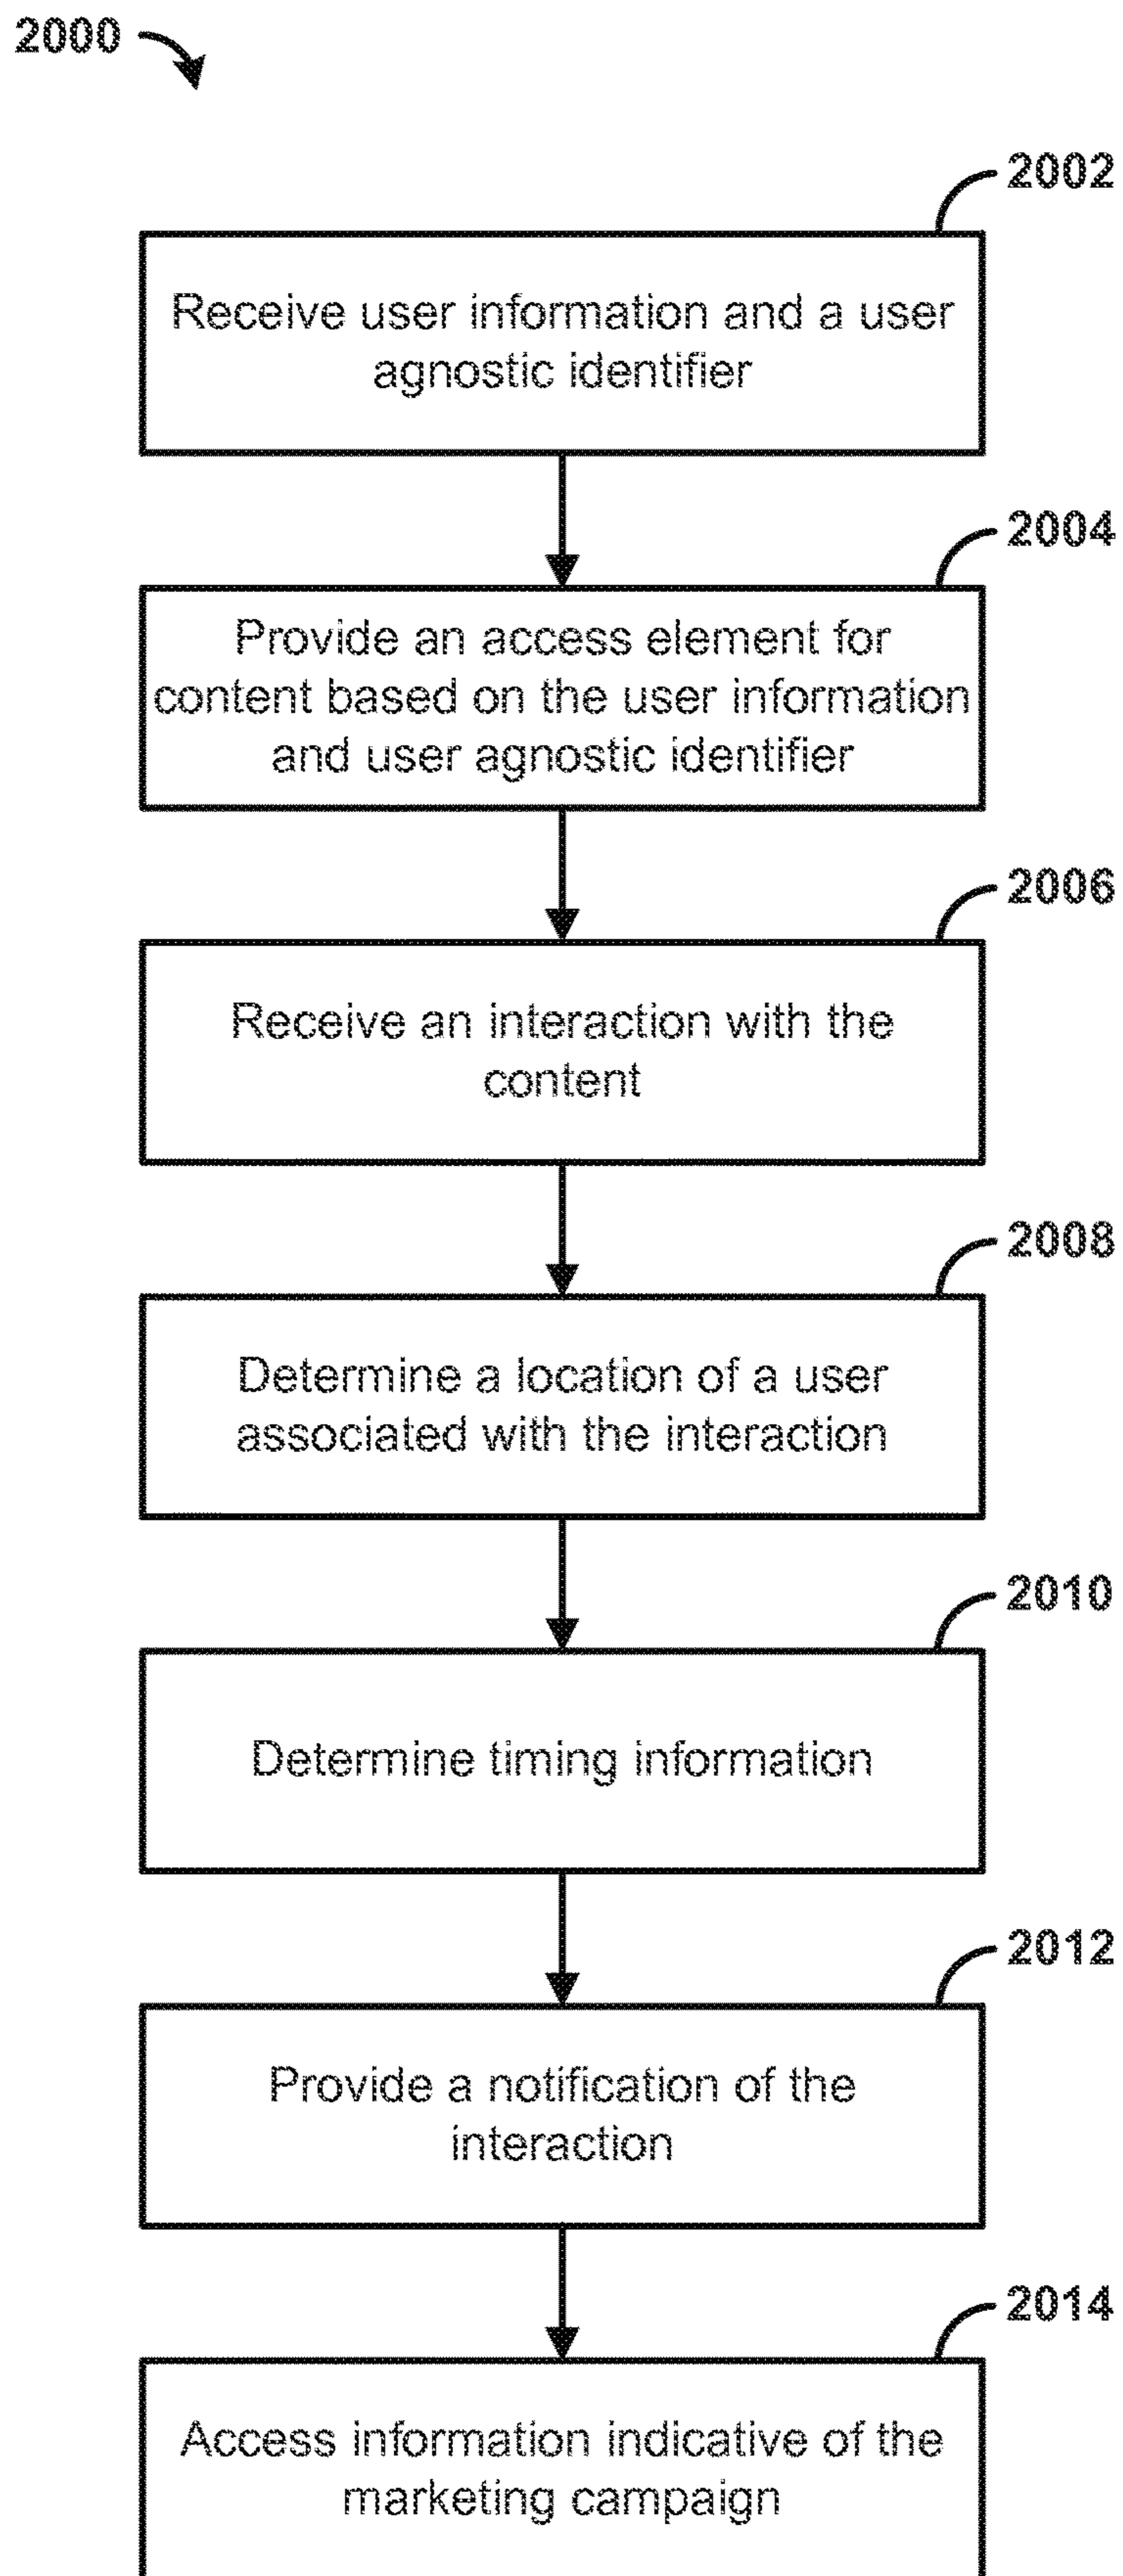 2000
2002
Receive user information and a user
agnostic identifier
2004
Provide an access element for
content based on the user information
and user agnostic identifier
2006
Receive an interaction with the
content
2008
Determine a location of a user
associated with the interaction
2010
Determine timing information
2012
Provide a notification of the
interaction
2014
Access information indicative of the
marketing campaign